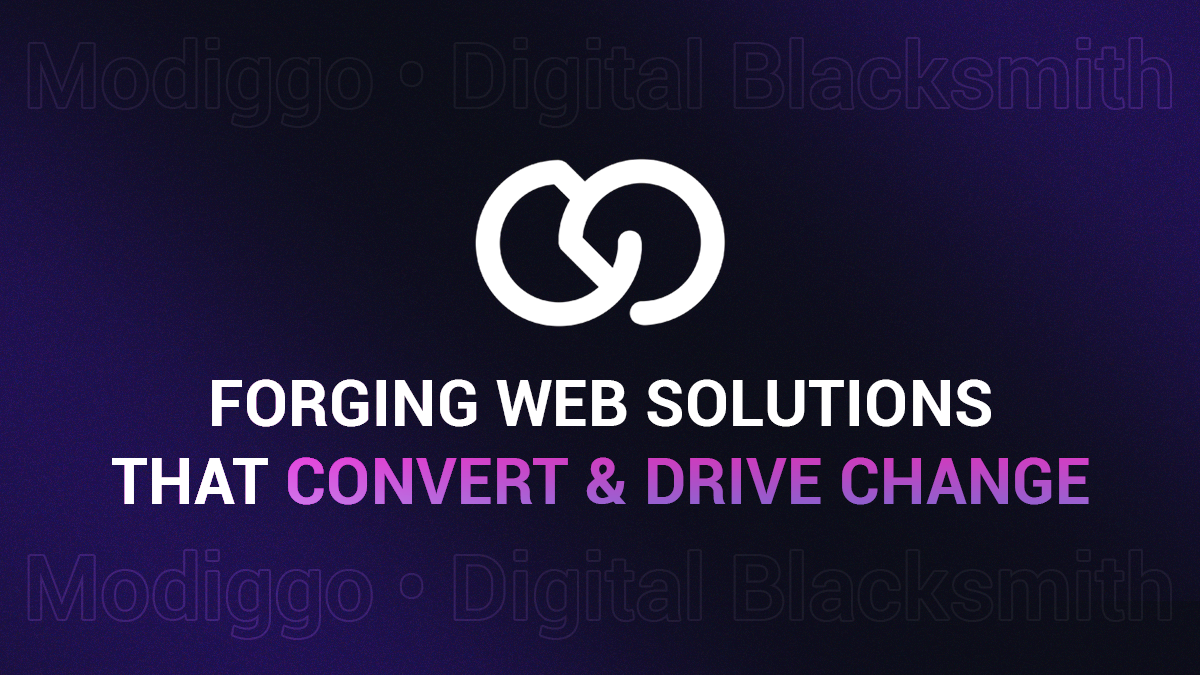 Modiggo • Digital Blacksmith
FORGING WEB SOLUTIONS
THAT CONVERT & DRIVE CHANGE
Modiggo • Digital Blacksmith